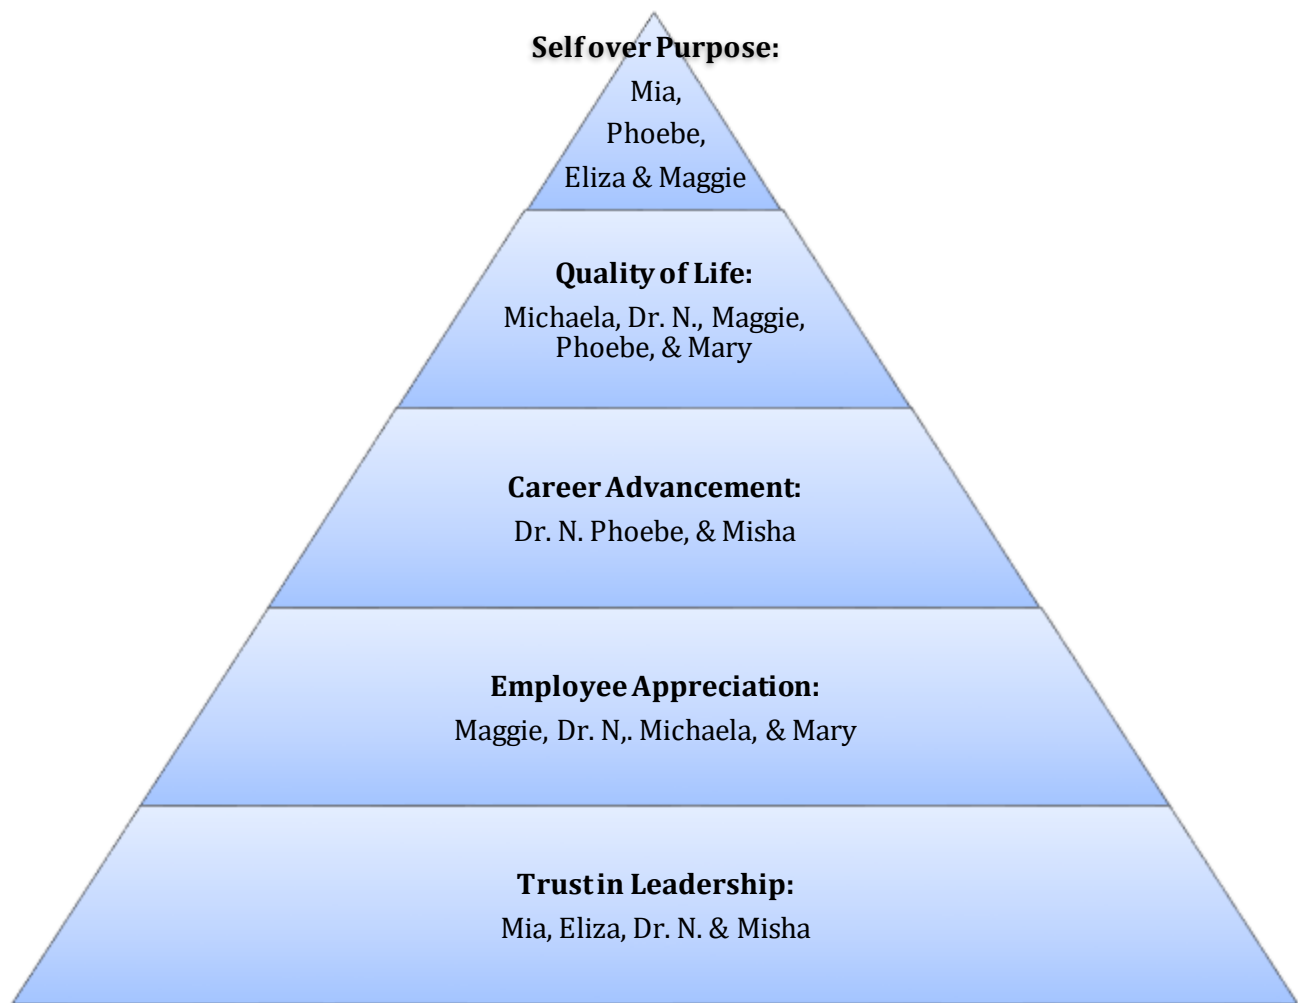 Self over Purpose:
Mia,
Phoebe,
Eliza & Maggie
Quality of Life:
Michaela, Dr. N., Maggie,
Phoebe, & Mary
Career Advancement:
Dr. N. Phoebe, & Misha
Employee Appreciation:
Maggie, Dr. N,. Michaela, & Mary
Trust in Leadership:
Mia, Eliza, Dr. N. & Misha